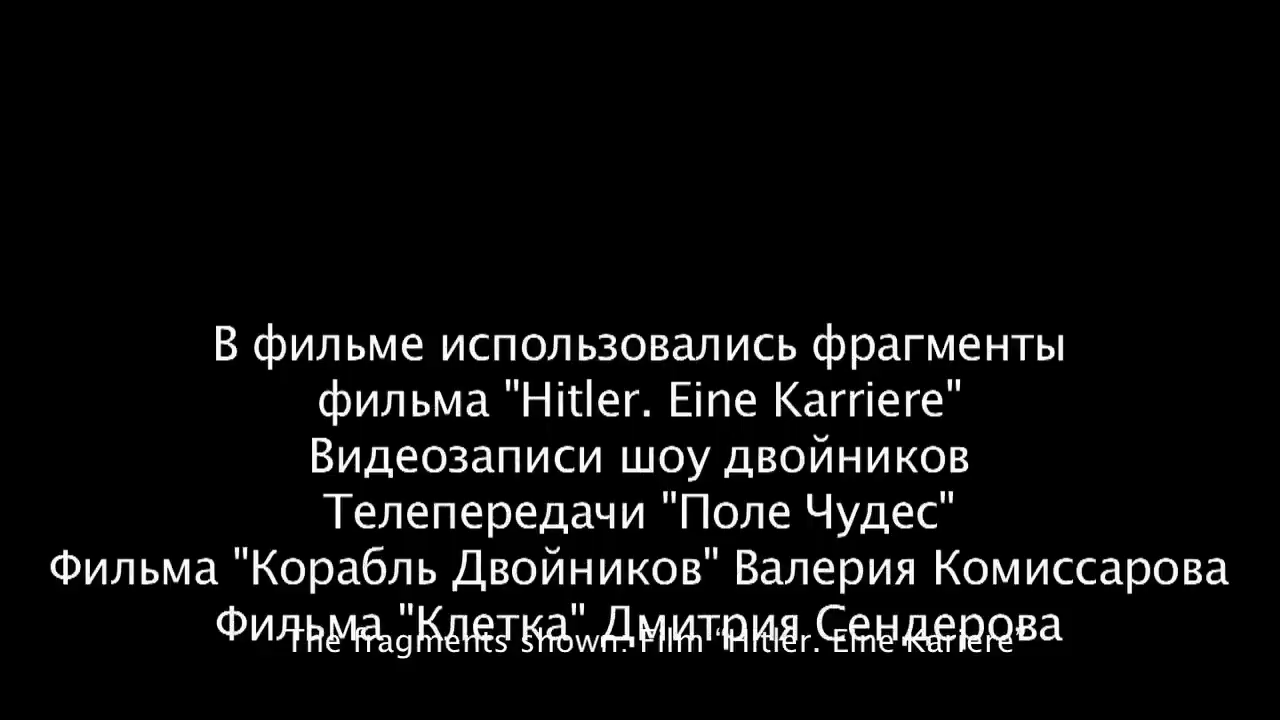 В фильме использовались фрагменты
фильма "Hitler. Eine Karriere"
Видеозаписи шоу двойников
Телепередачи "Поле Чудес"
Фильма "Корабль Двойников" Валерия Комиссарова
Фильма "Клетка" Дмитрия Сендерова
The fragments shown: Film “Hitler. Eine Kariere”